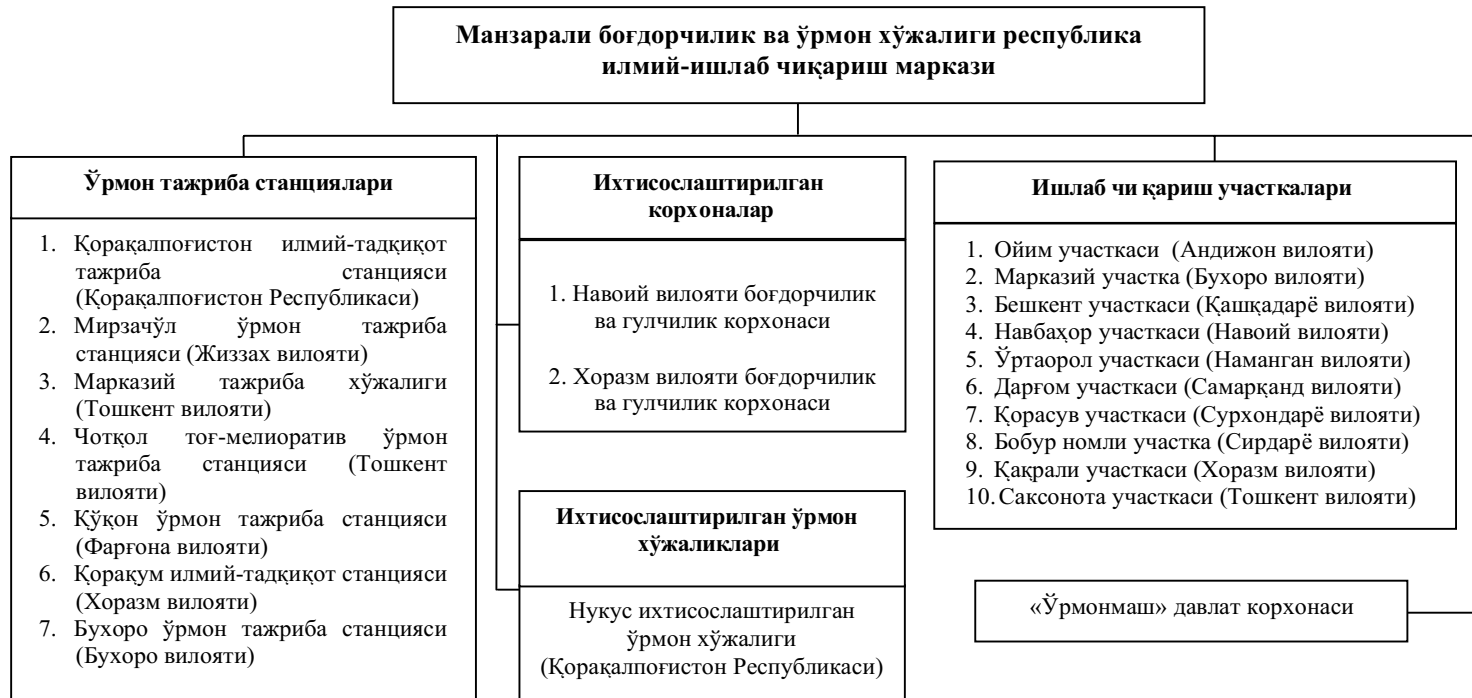 Манзарали боғдорчилик ва ўрмон хўжалиги республика
илмий-ишлаб чиқариш маркази
Ўрмон тажриба станциялари
1. Қорақалпоғистон илмий-тадқиқот
тажриба станцияси
(Қорақалпоғистон Республикаси)
2. Мирзачўл ўрмон тажриба
станцияси (Жиззах вилояти)
3. Марказий тажриба хўжалиги
(Тошкент вилояти)
4. Чотқол тоғ-мелиоратив ўрмон
тажриба станцияси (Тошкент
вилояти)
5. Қўқон ўрмон тажриба станцияси
(Фарғона вилояти)
6. Қорақум илмий-тадқиқот станцияси
(Хоразм вилояти)
7. Бухоро ўрмон тажриба станцияси
(Бухоро вилояти)
Ихтисослаштирилган
корхоналар
1. Навоий вилояти боғдорчилик
ва гулчилик корхонаси
2. Хоразм вилояти боғдорчилик
ва гулчилик корхонаси
Ихтисослаштирилган ўрмон
хўжаликлари
Нукус ихтисослаштирилган
ўрмон хўжалиги
(Қорақалпоғистон Республикаси)
Ишлаб чи қариш участкалари
1. Ойим участкаси (Андижон вилояти)
2. Марказий участка (Бухоро вилояти)
3. Бешкент участкаси (Қашқадарё вилояти)
4. Навбаҳор участкаси (Навоий вилояти)
5. Ўртаорол участкаси (Наманган вилояти)
6. Дарғом участкаси (Самарқанд вилояти)
7. Қорасув участкаси (Сурхондарё вилояти)
8. Бобур номли участка (Сирдарё вилояти)
9. Қақрали участкаси (Хоразм вилояти)
10. Саксонота участкаси (Тошкент вилояти)
«Ўрмонмаш» давлат корхонаси